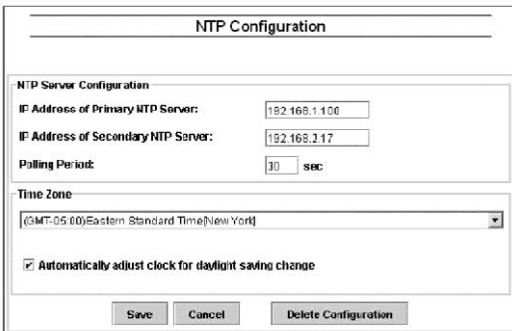 NTP Configuration
NTP Server Configuration
IP Address of Primary NTP Server: 192.168.1.100
IP Address of Secondary NTP Server: 192.168.2.17
Polling Period: 30 sec
Time Zone
(GMT-05:00)Eastern Standard Time[New York]
Automatically adjust clock for daylight saving change
Save Cancel Delete Configuration